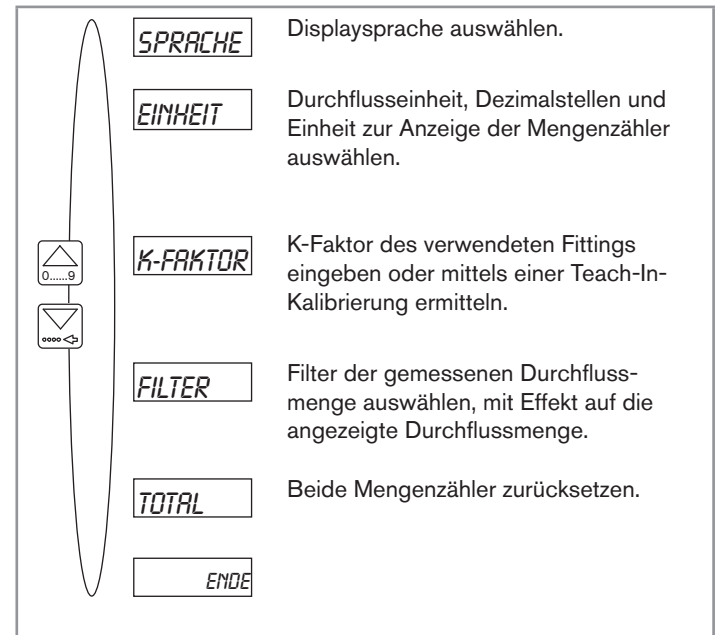 SPRACHE
Displaysprache auswählen.
EINHEIT
Durchflusseinheit, Dezimalstellen und
Einheit zur Anzeige der Mengenzähler
auswählen.
0......9
K-FAKTOR
K-Faktor des verwendeten Fittings
eingeben oder mittels einer Teach-In-
Kalibrierung ermitteln.
FILTER
Filter der gemessenen Durchfluss-
menge auswählen, mit Effekt auf die
angezeigte Durchflussmenge.
TOTAL
Beide Mengenzähler zurücksetzen.
ENDE